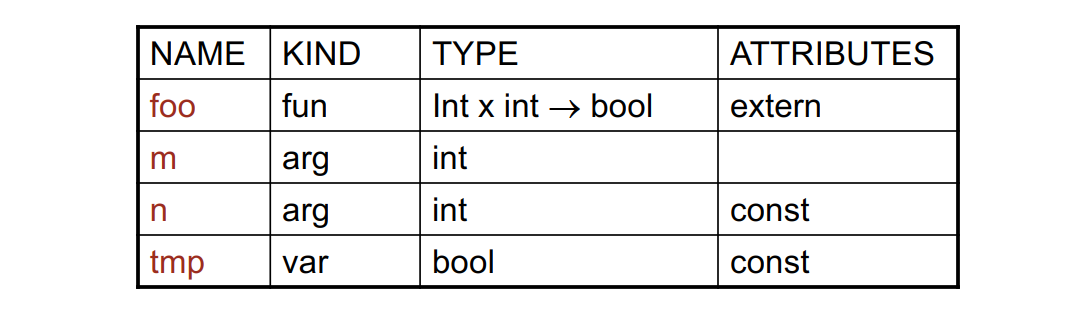 NAME KIND TYPE ATTRIBUTES
foo fun Int x int → bool extern
m arg int
n arg int const
tmp var bool const